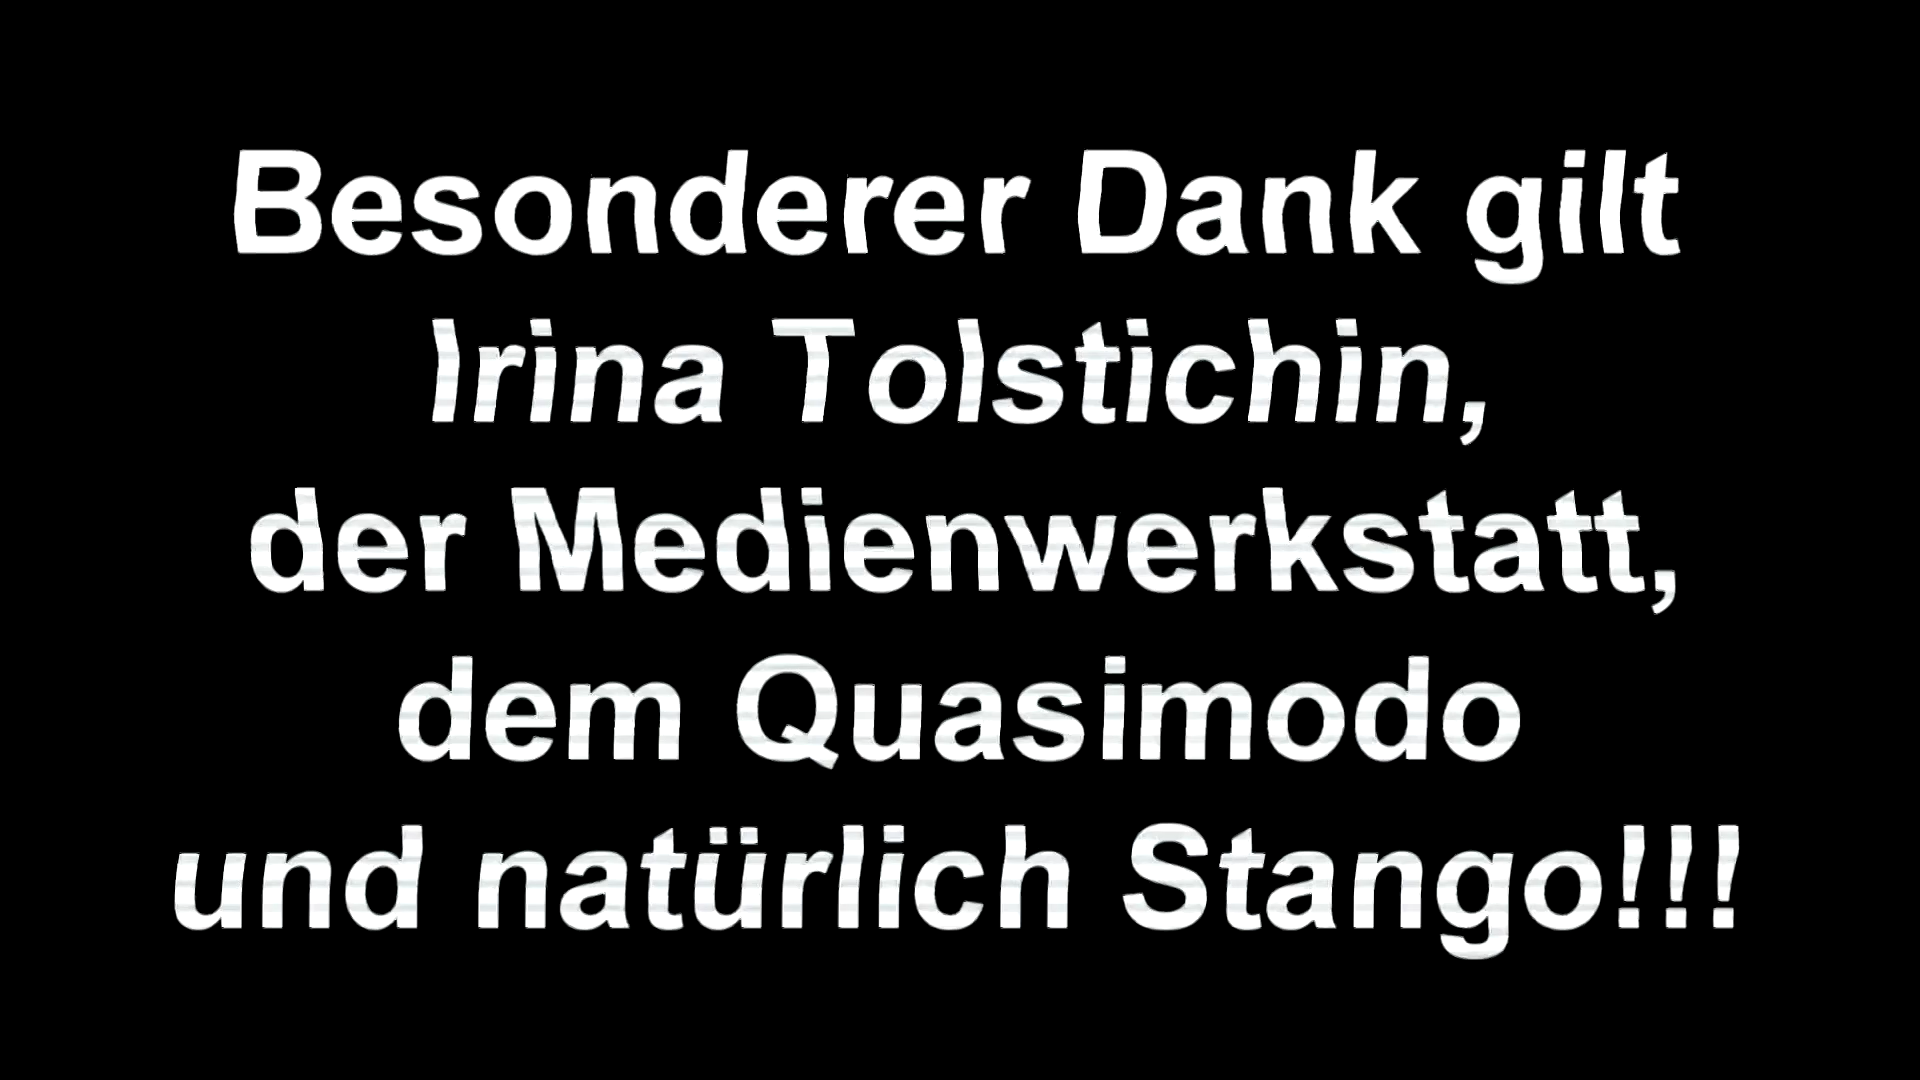 Besonderer Dank gilt
Irina Tolstichin,
der Medienwerkstatt,
dem Quasimodo
und natürlich Stango!!!